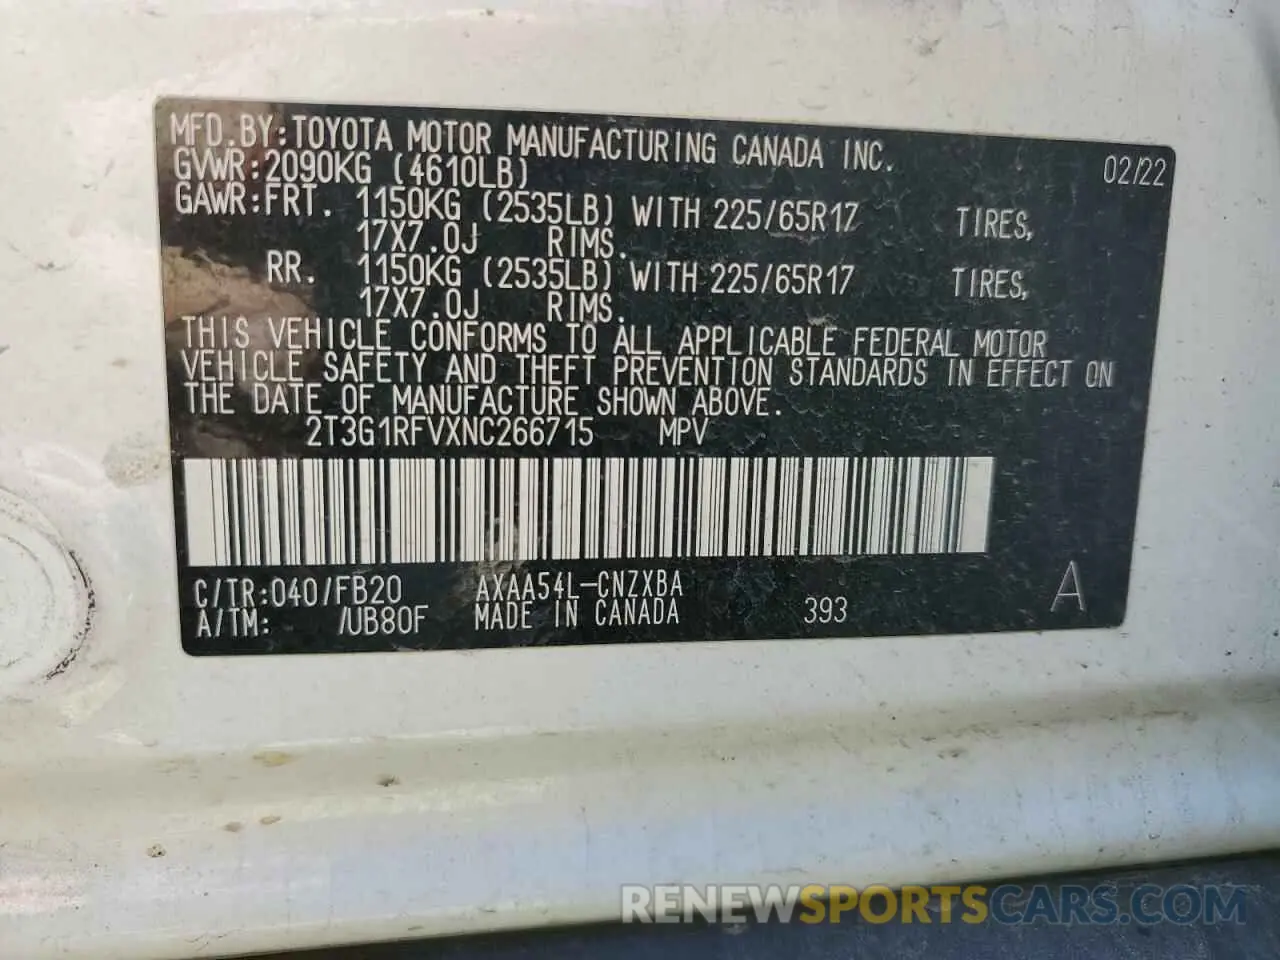 MFD.BY:TOYOTA MOTOR MANUFACTURING CANADA INC. 02/22
GVWR:2090KG (4610LB)
GAWR:FRT. 1150KG (2535LB) WITH 225/65R17 TIRES,
17X7.0J RIMS.
RR. 1150KG (2535LB) WITH 225/65R17 TIRES,
17X7.0J RIMS.
THIS VEHICLE CONFORMS TO ALL APPLICABLE FEDERAL MOTOR
VEHICLE SAFETY AND THEFT PREVENTION STANDARDS IN EFFECT ON
THE DATE OF MANUFACTURE SHOWN ABOVE.
2T3G1RFVXNC266715 MPV
C/TR:040/FB20 AXAA54L-CNZXBA
A/TM: /UB80F MADE IN CANADA 393 A
RENEWSPORTSCARS.COM